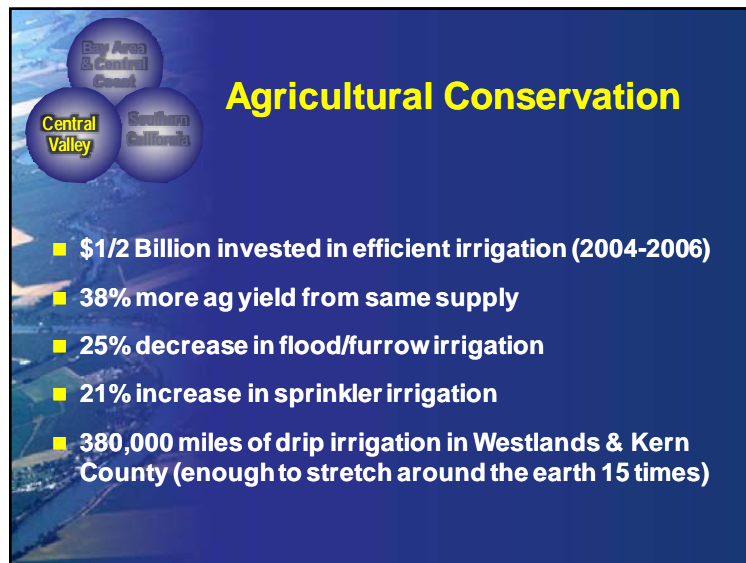 Bay Area
& Central
Coast
Central
Valley
Southern
California
Agricultural Conservation
$1/2 Billion invested in efficient irrigation (2004-2006)
38% more ag yield from same supply
25% decrease in flood/furrow irrigation
21% increase in sprinkler irrigation
380,000 miles of drip irrigation in Westlands & Kern
County (enough to stretch around the earth 15 times)